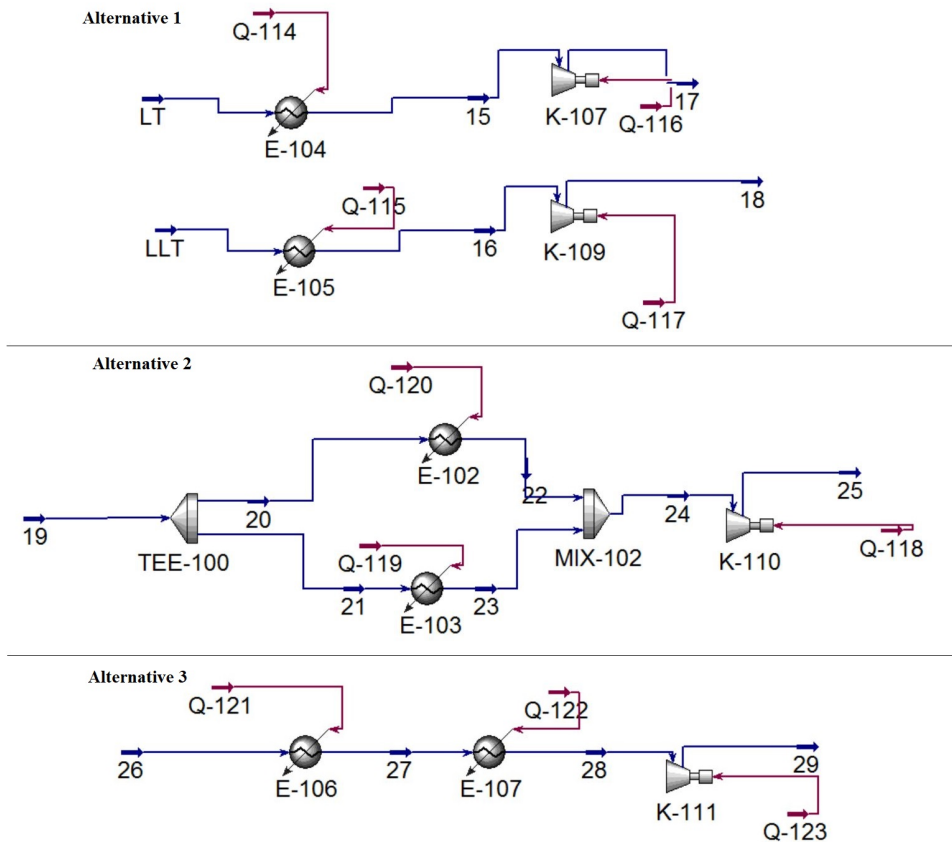 Alternative 1
Q-114
LT
E-104
15
K-107
17
Q-116
Q-115
LLT
E-105
16
K-109
18
Q-117
Alternative 2
Q-120
E-102
19
TEE-100
20
22
MIX-102
24
K-110
25
Q-118
Q-119
21
E-103
23
Alternative 3
Q-121
Q-122
26
E-106
27
E-107
28
K-111
29
Q-123